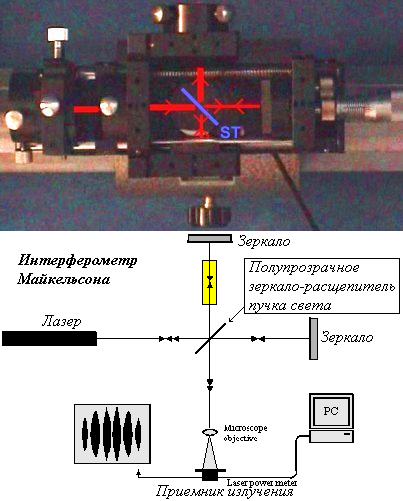 ST
Зеркало
Интерферометр
Майкельсона
Полупрозрачное
зеркало-расщепитель
пучка света
Лазер
Зеркало
PC
Microscope
objective
Laser power meter
Приемник излучения